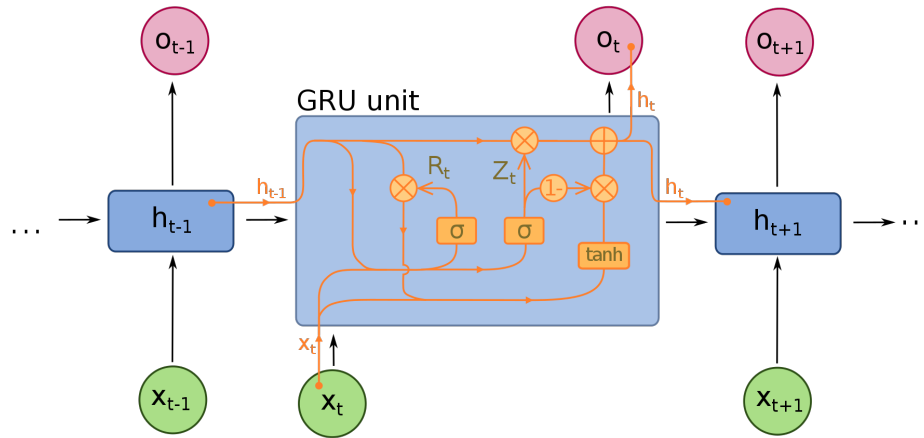 o_{t-1}
o_t
o_{t+1}
GRU unit
h_t
R_t
Z_t
h_{t-1}
1-
h_t
...
h_{t-1}
σ
σ
tanh
h_{t+1}
..
x_t
x_{t-1}
x_t
x_{t+1}